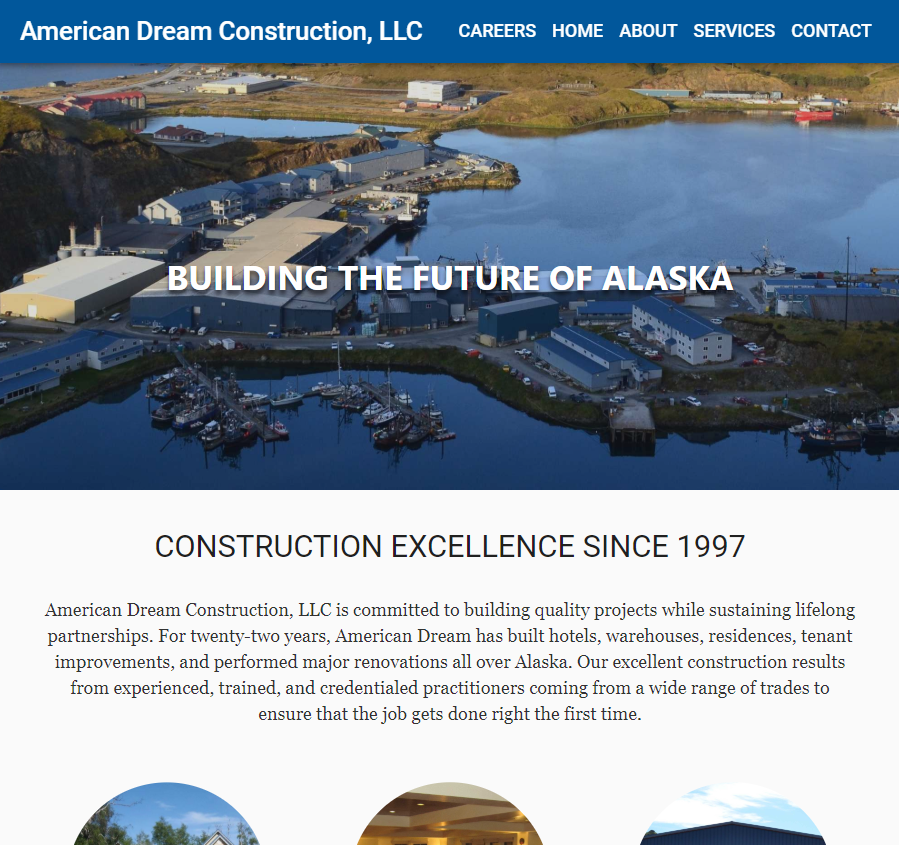 American Dream Construction, LLC
CAREERS HOME ABOUT SERVICES CONTACT
BUILDING THE FUTURE OF ALASKA
CONSTRUCTION EXCELLENCE SINCE 1997
American Dream Construction, LLC is committed to building quality projects while sustaining lifelong
partnerships. For twenty-two years, American Dream has built hotels, warehouses, residences, tenant
improvements, and performed major renovations all over Alaska. Our excellent construction results
from experienced, trained, and credentialed practitioners coming from a wide range of trades to
ensure that the job gets done right the first time.